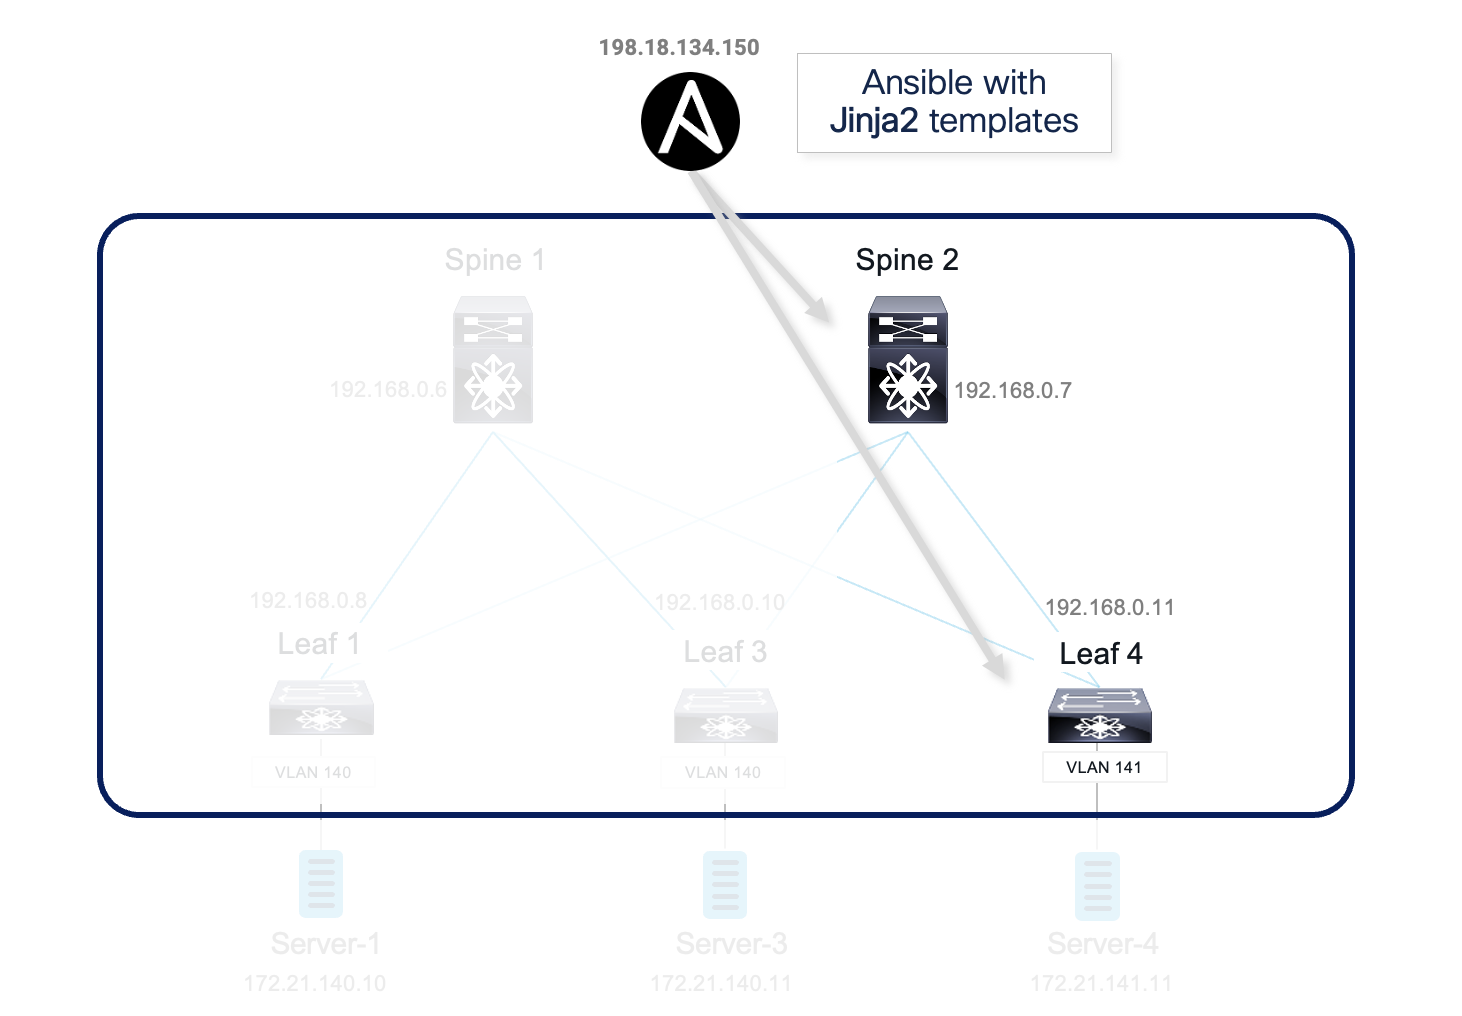 198.18.134.150
Ansible with
Jinja2 templates
Spine 1
Spine 2
192.168.0.6
192.168.0.7
192.168.0.8
192.168.0.10
192.168.0.11
Leaf 1
Leaf 3
Leaf 4
VLAN 140
VLAN 140
VLAN 141
Server-1
Server-3
Server-4
172.21.140.10
172.21.140.11
172.21.141.11